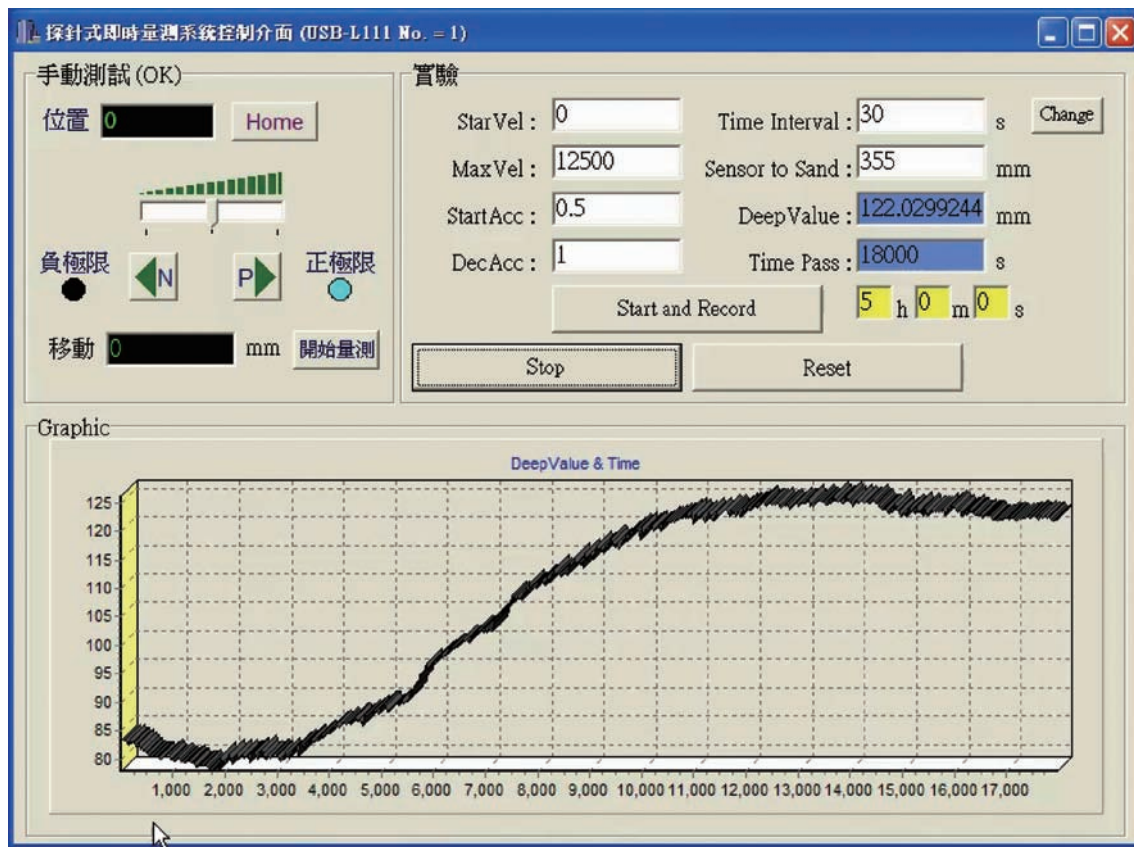 探針式即時量測系統控制介面 (USB-L111 No. = 1)
手動測試(OK)
位置 0 Home
負極限 N P 正極限
移動 0 mm 開始量測
實驗
StarVel : 0 Time Interval : 30 s Change
MaxVel : 12500 Sensor to Sand : 355 mm
StartAcc : 0.5 DeepValue : 122.0299244 mm
DecAcc : 1 Time Pass : 18000 s
Start and Record 5 h 0 m 0 s
Stop Reset
Graphic
DeepValue & Time
125
120
115
110
105
100
95
90
85
80
1,000 2,000 3,000 4,000 5,000 6,000 7,000 8,000 9,000 10,000 11,000 12,000 13,000 14,000 15,000 16,000 17,000